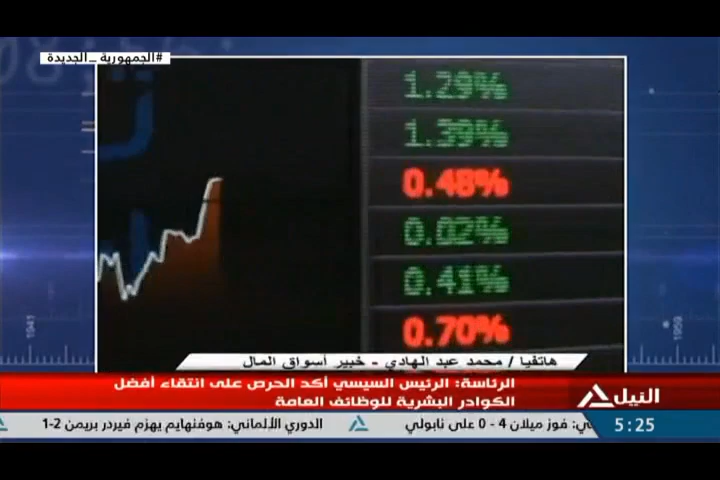 #الجمهورية_الجديدة
1.29%
1.39%
0.48%
0.02%
0.41%
0.70%
1941
1959
هاتفيا / محمد عبد الهادي - خبير أسواق المال
الرئاسة: الرئيس السيسي أكد الحرص على انتقاء أفضل
الكوادر البشرية للوظائف العامة
النيل
ي: فوز ميلان 4 - 0 على نابولي
الدوري الألماني: هوفنهايم يهزم فيردر بريمن 2-1
5:25